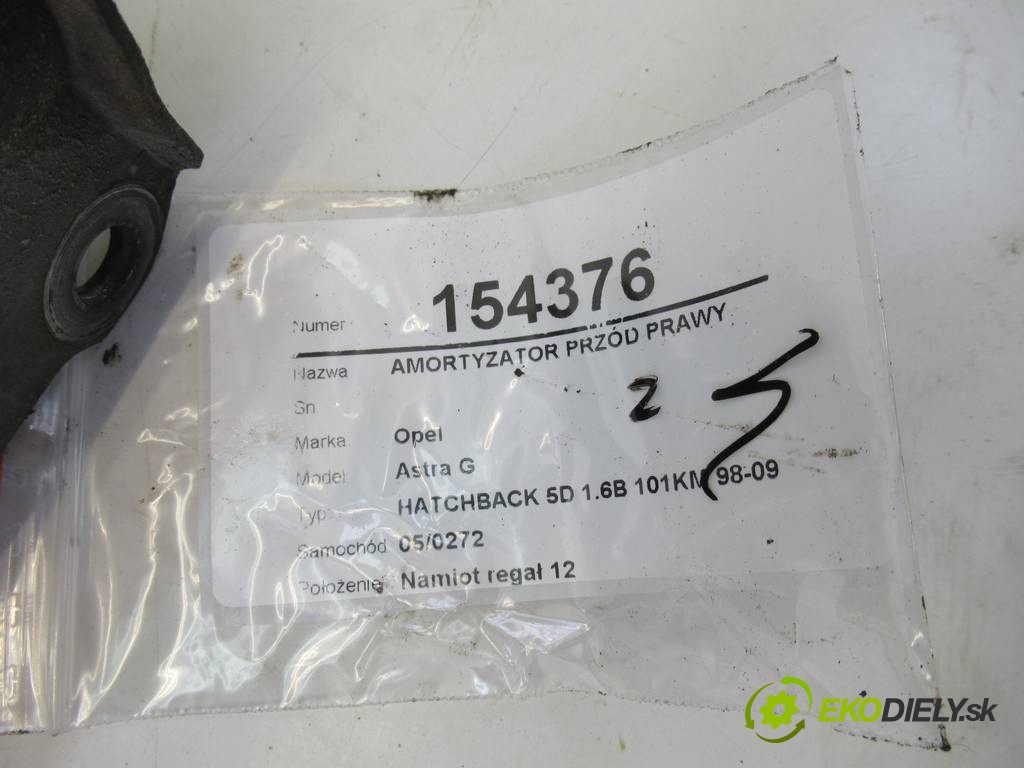 Numer 154376
Nazwa AMORTYZATOR PRZÓD PRAWY
Sn
2
Marka Opel
Model Astra G
Typ HATCHBACK 5D 1.6B 101KM 98-09
Samochód 05/0272
Położenie Namiot regał 12
EKODIELY.sk